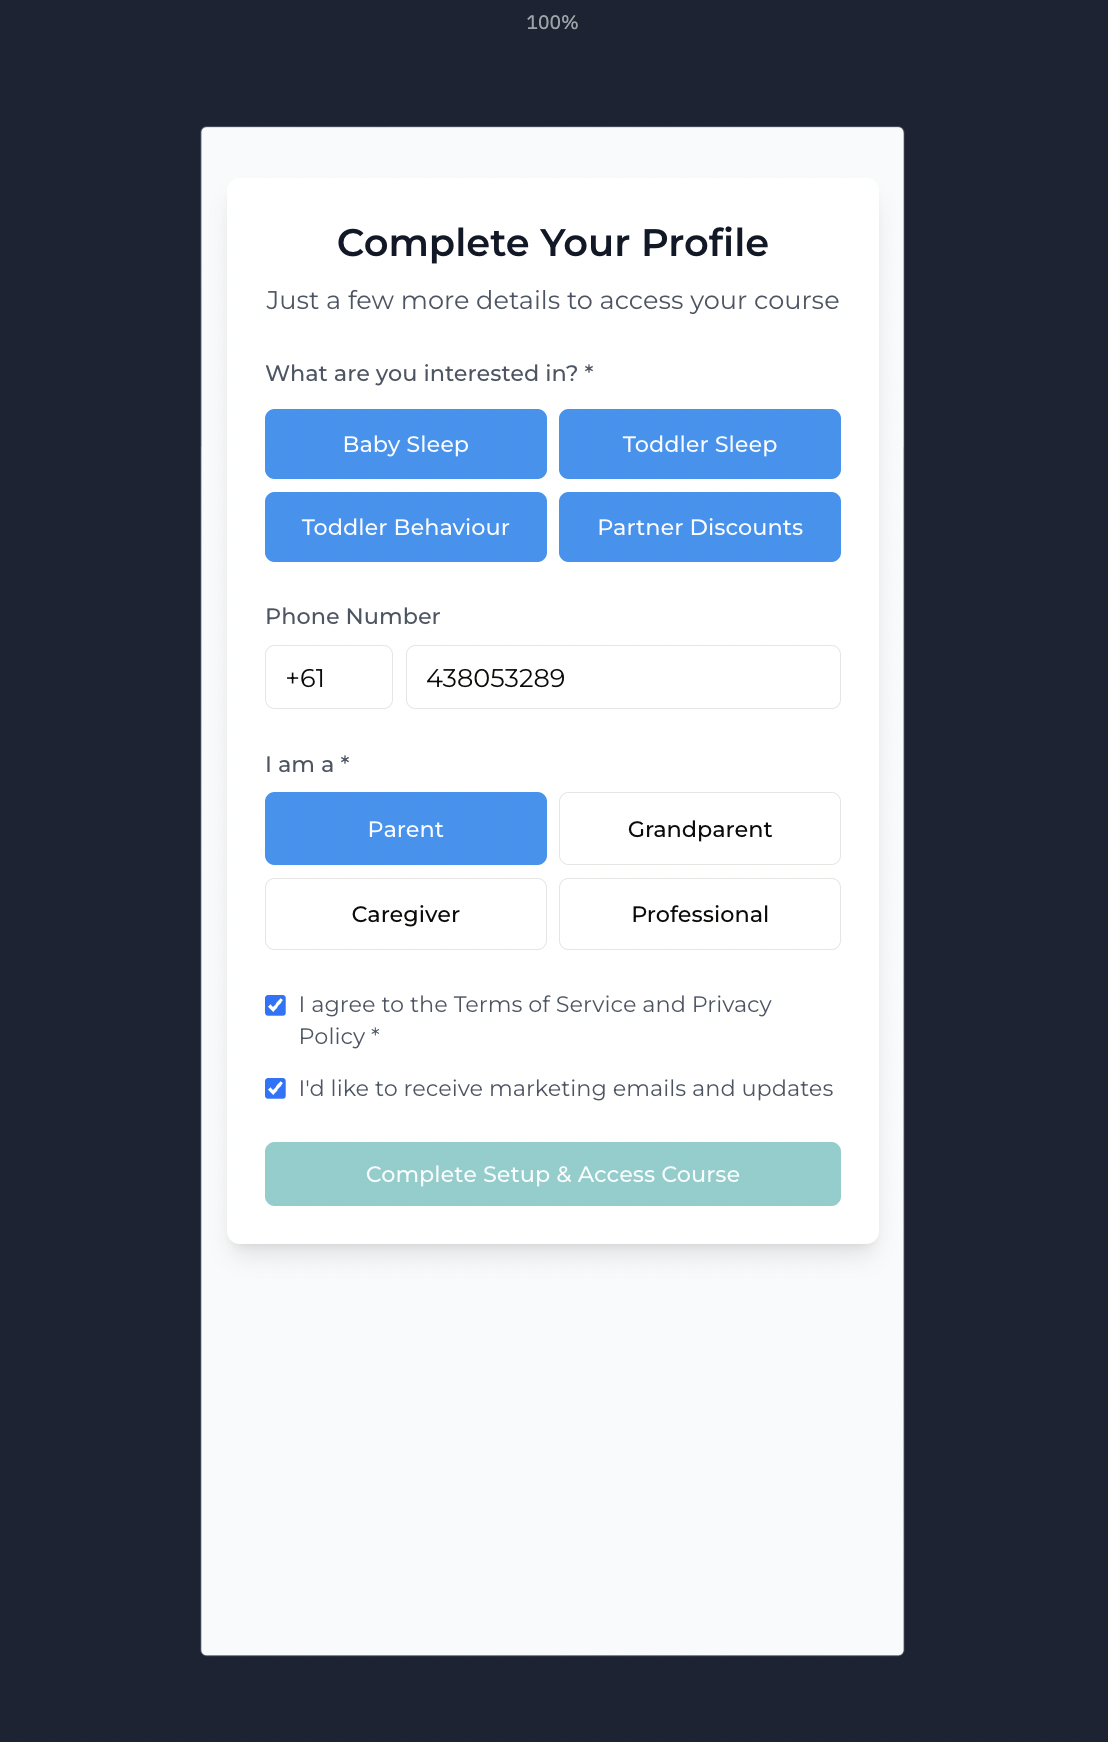 100%
Complete Your Profile
Just a few more details to access your course
What are you interested in? *
Baby Sleep
Toddler Sleep
Toddler Behaviour
Partner Discounts
Phone Number
+61
438053289
I am a *
Parent
Grandparent
Caregiver
Professional
I agree to the Terms of Service and Privacy
Policy *
I'd like to receive marketing emails and updates
Complete Setup & Access Course